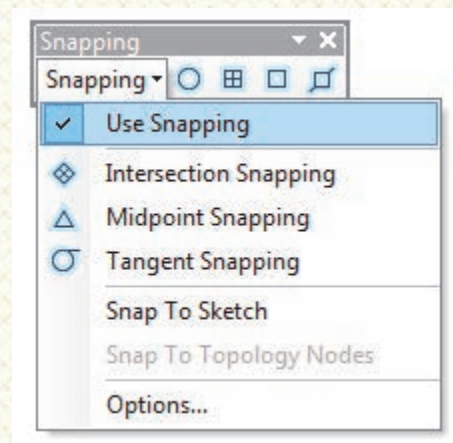 Snapping
Snapping
Use Snapping
Intersection Snapping
Midpoint Snapping
Tangent Snapping
Snap To Sketch
Snap To Topology Nodes
Options...